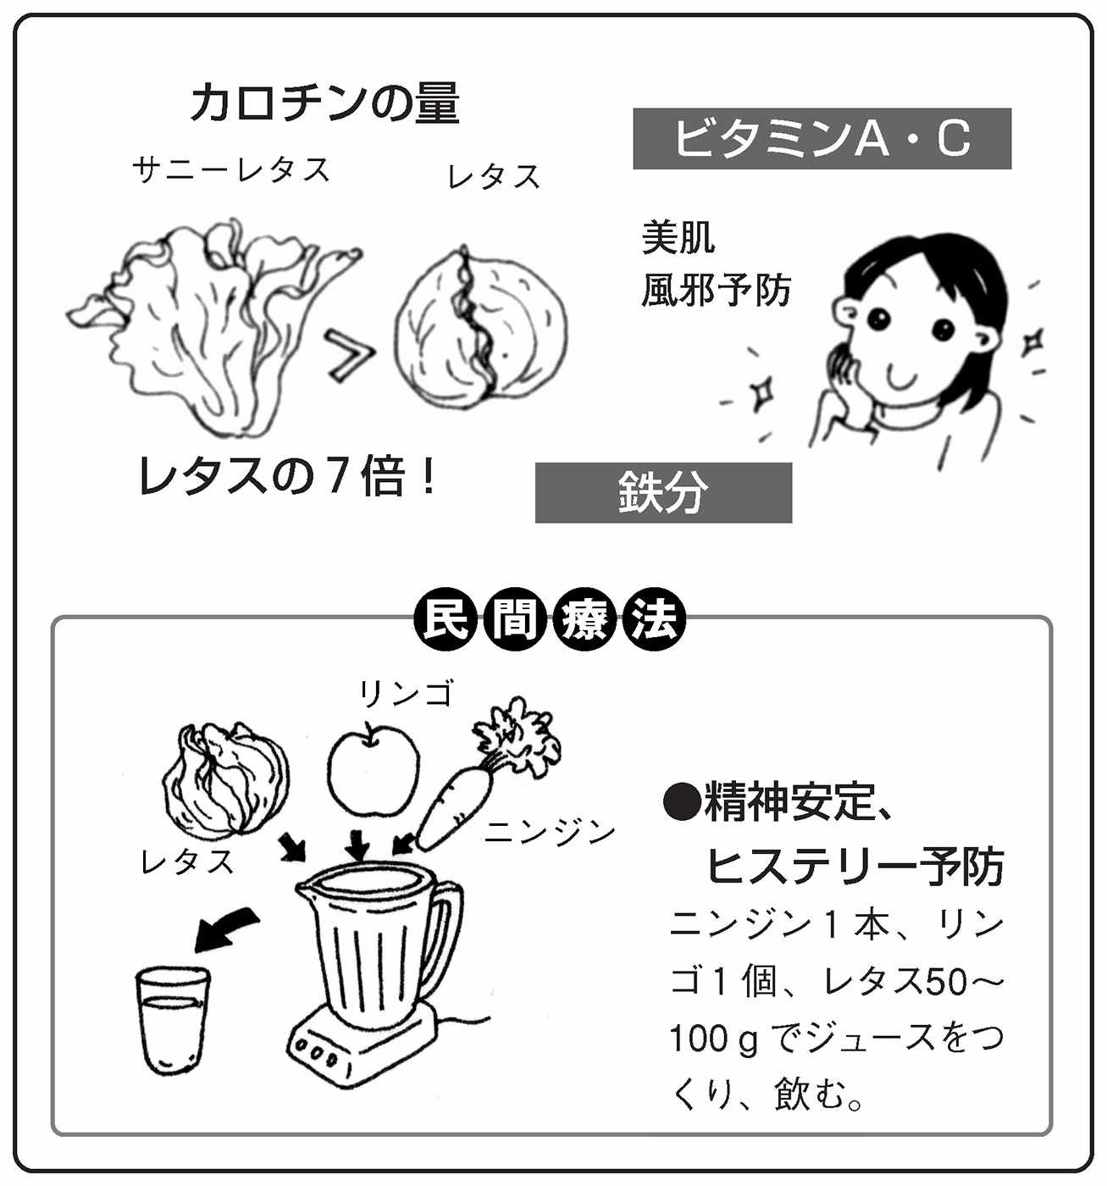 カロチンの量
サニーレタス
レタス
レタスの7倍！
ビタミンA・C
美肌
風邪予防
鉄分
民間療法
リンゴ
ニンジン
レタス
●精神安定、
ヒステリー予防
ニンジン1本、リン
ゴ1個、レタス50～
100gでジュースをつ
くり、飲む。